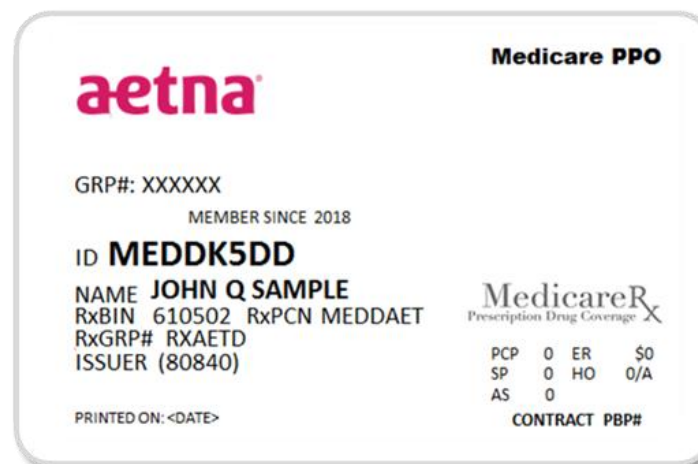 Medicare PPO
aetna
GRP#: XXXXXX
MEMBER SINCE 2018
ID MEDDK5DD
NAME JOHN Q SAMPLE
RxBIN 610502 RxPCN MEDDAET
RxGRP# RXAETD
ISSUER (80840)
MedicareRx
Prescription Drug Coverage
PCP 0 ER $0
SP 0 HO 0/A
AS 0
PRINTED ON: <DATE>
CONTRACT PBP#